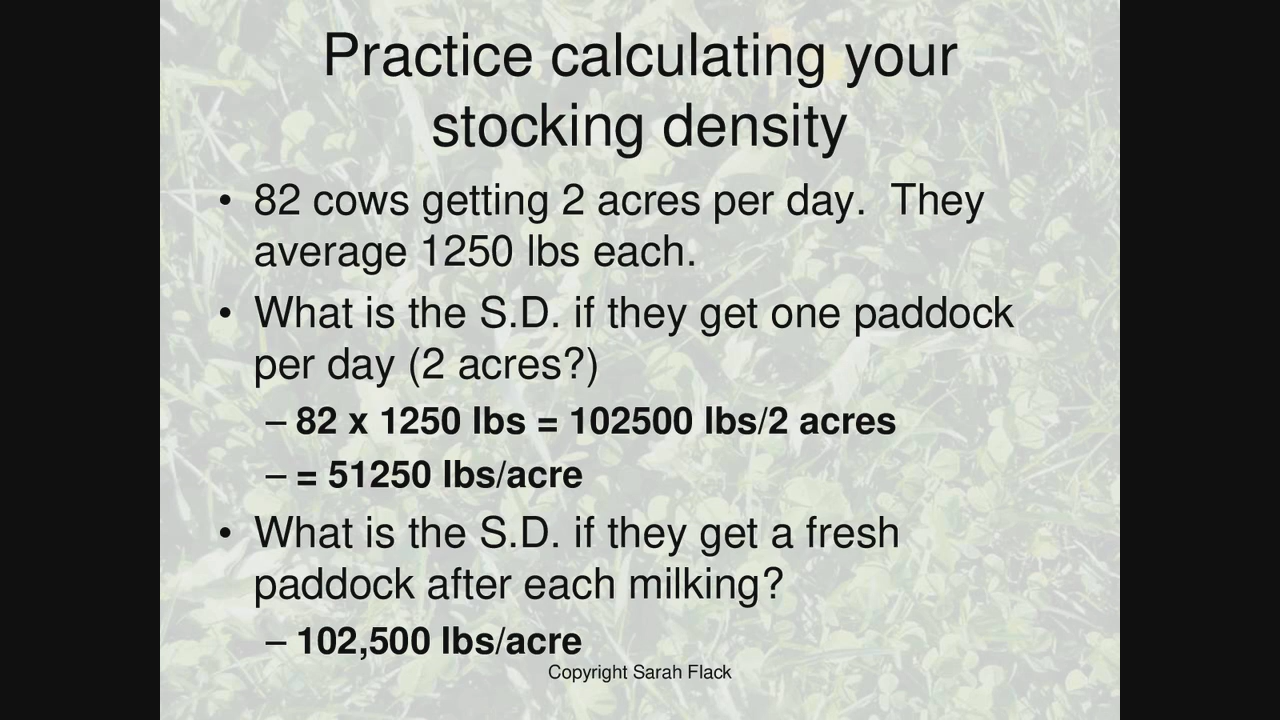 Practice calculating your
stocking density
• 82 cows getting 2 acres per day.  They
average 1250 lbs each.
• What is the S.D. if they get one paddock
per day (2 acres?)
– 82 x 1250 lbs = 102500 lbs/2 acres
– = 51250 lbs/acre
• What is the S.D. if they get a fresh
paddock after each milking?
– 102,500 lbs/acre
Copyright Sarah Flack